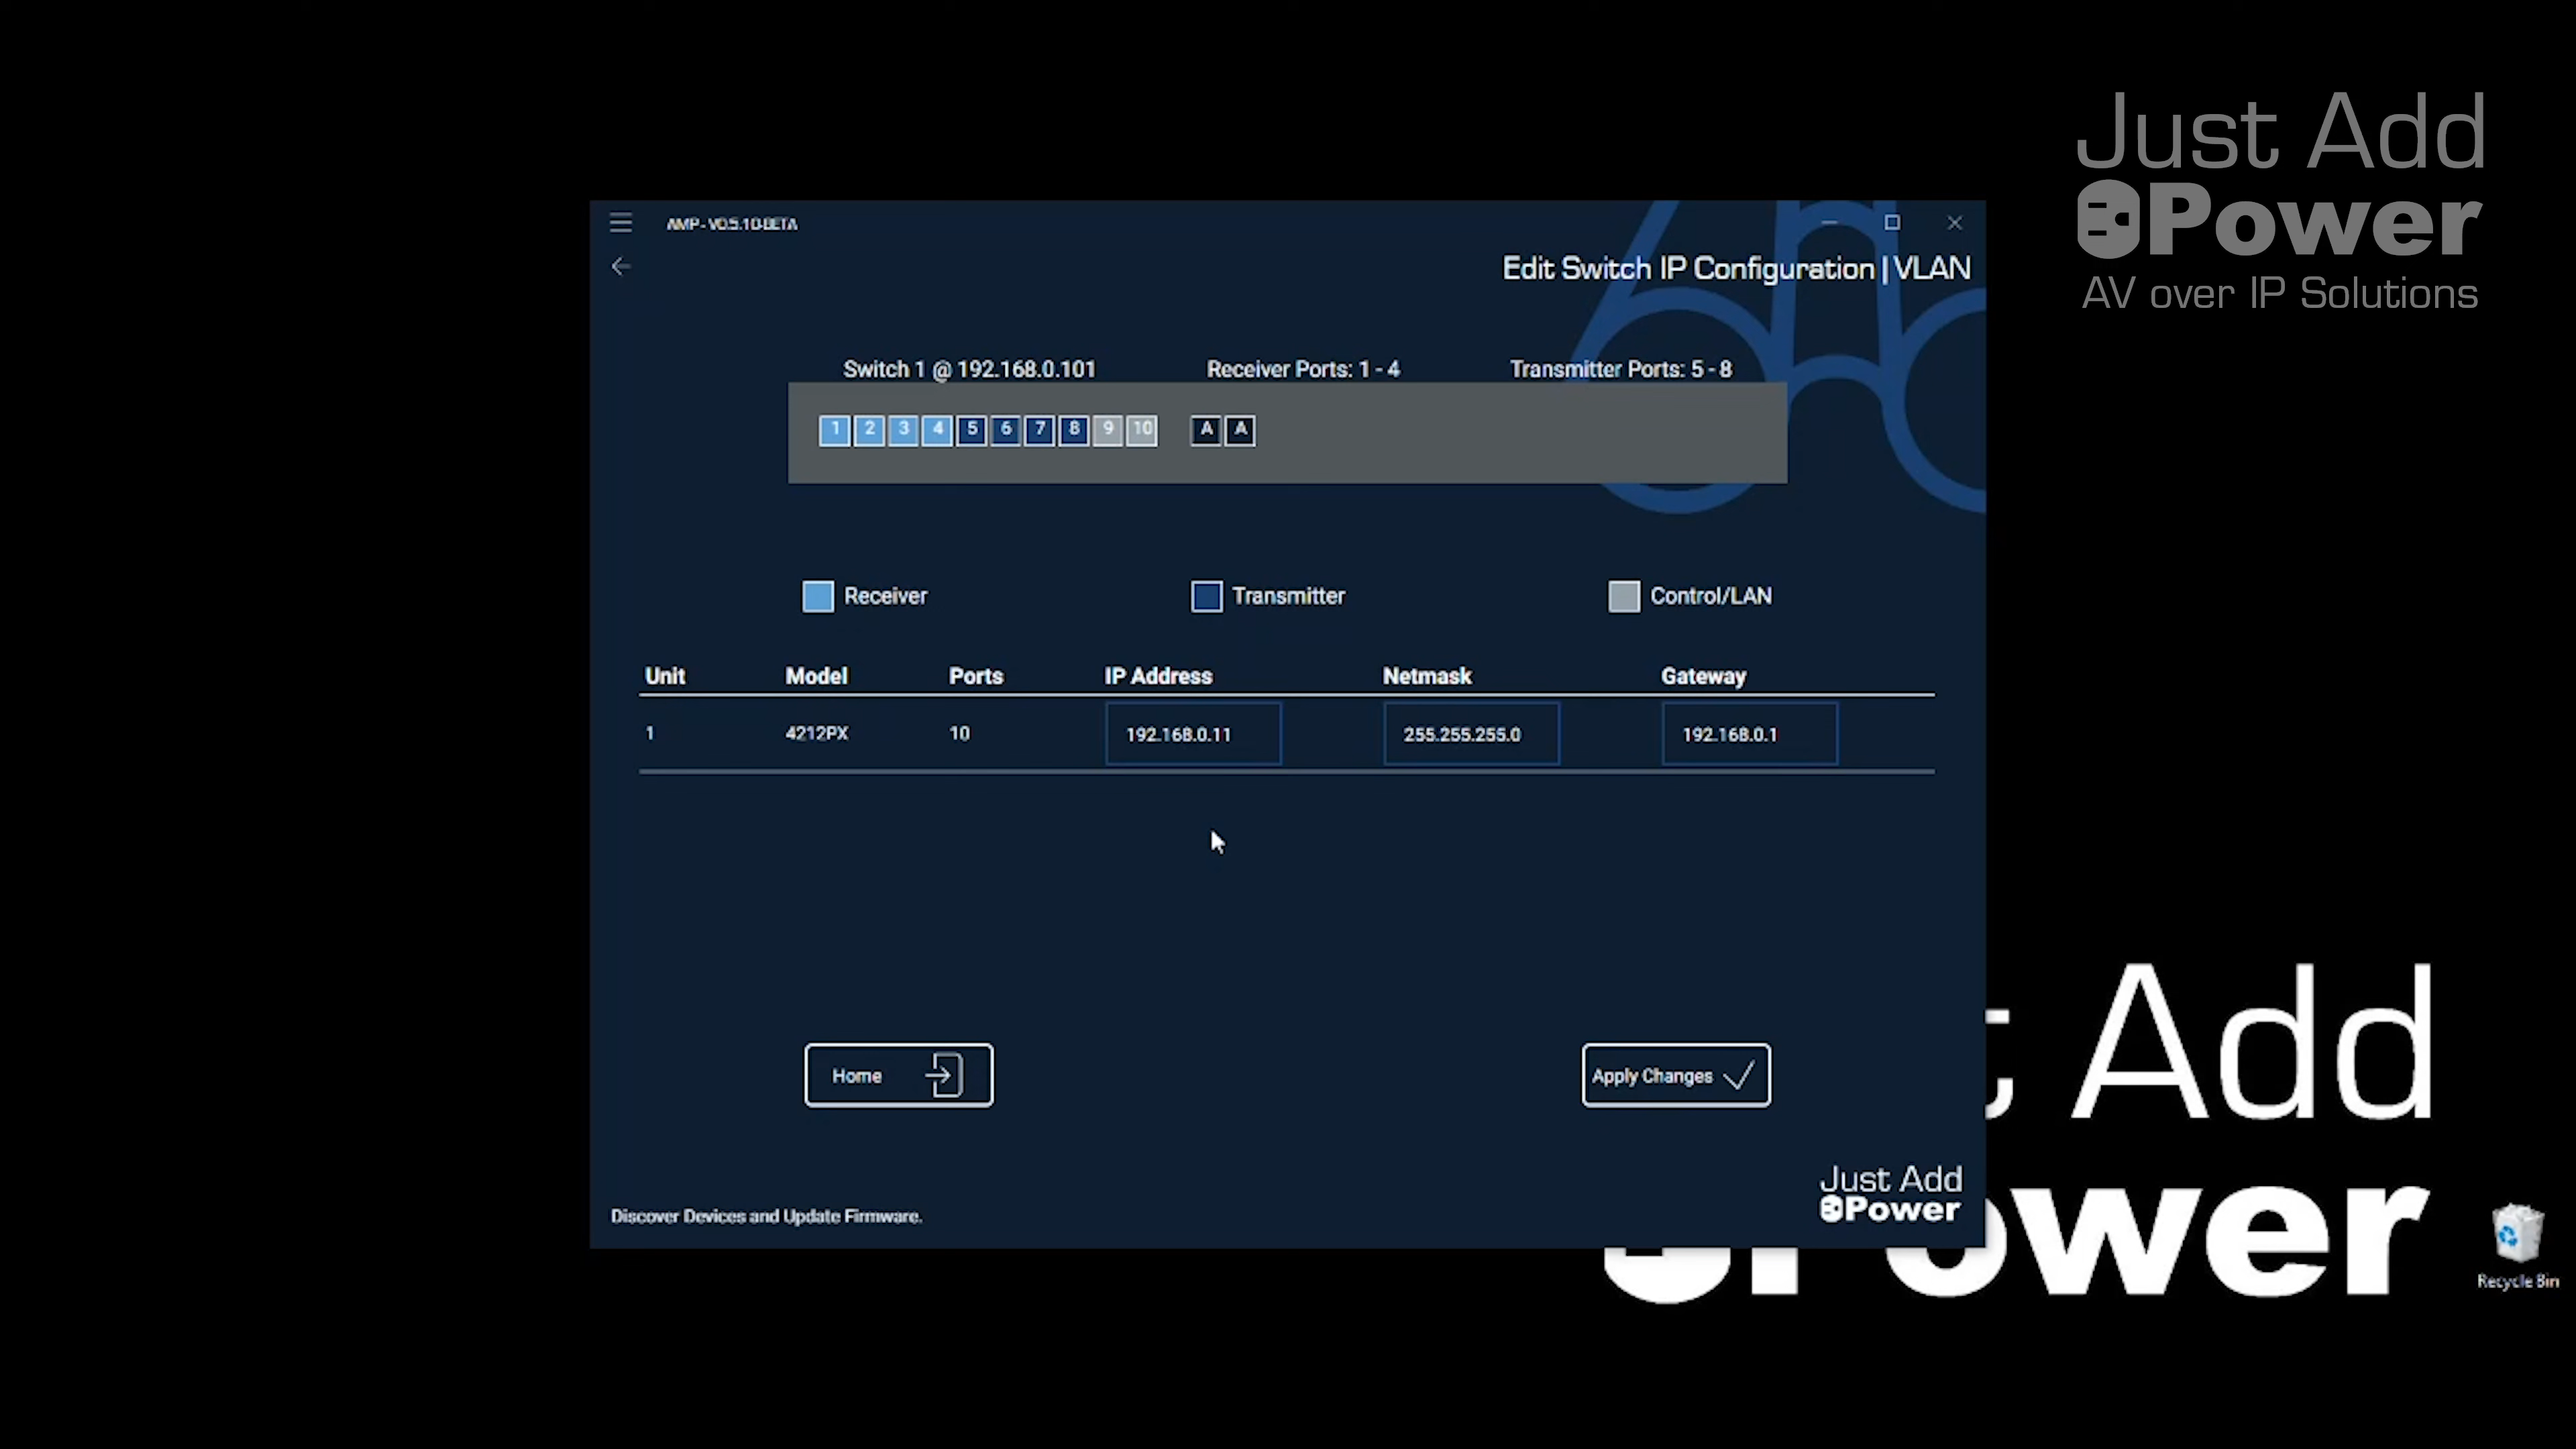 Just Add
Power
AV over IP Solutions
AMP - V0.5.10-BETA
Edit Switch IP Configuration | VLAN
Switch 1 @ 192.168.0.101
Receiver Ports: 1 - 4
Transmitter Ports: 5 - 8
1 2 3 4 5 6 7 8 9 10 A A
Receiver
Transmitter
Control/LAN
Unit Model Ports IP Address Netmask Gateway
1 4212PX 10 192.168.0.11 255.255.255.0 192.168.0.1
Home
Apply Changes
Just Add
Power
Discover Devices and Update Firmware.
t Add
Power
Recycle Bin